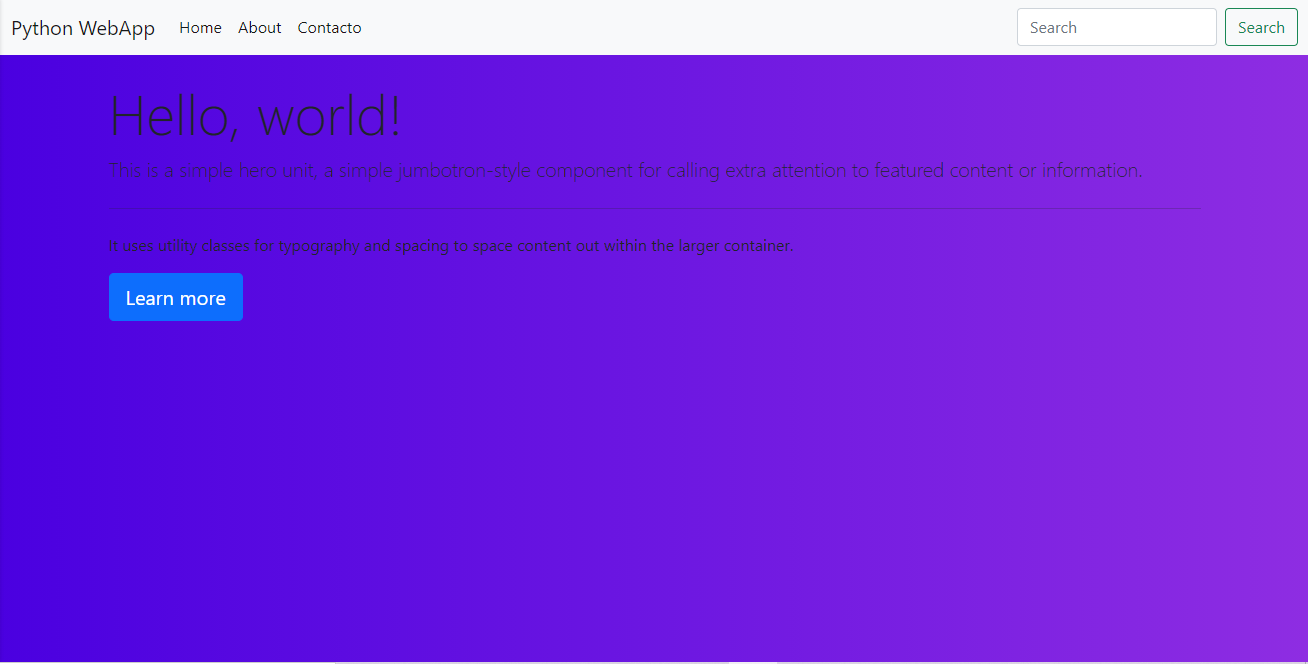 Python WebApp Home About Contacto Search Search
Hello, world!
This is a simple hero unit, a simple jumbotron-style component for calling extra attention to featured content or information.
It uses utility classes for typography and spacing to space content out within the larger container.
Learn more